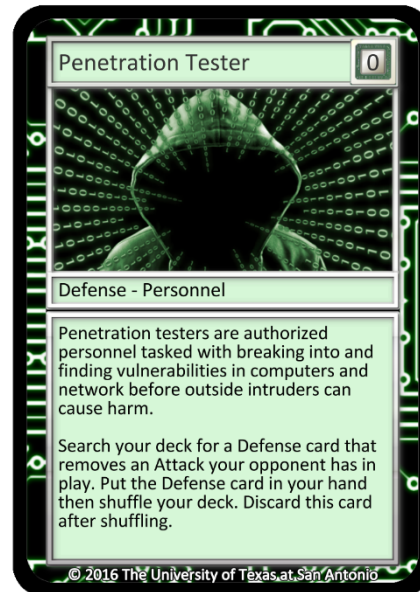 Penetration Tester
0
Defense - Personnel
Penetration testers are authorized
personnel tasked with breaking into and
finding vulnerabilities in computers and
network before outside intruders can
cause harm.
Search your deck for a Defense card that
removes an Attack your opponent has in
play. Put the Defense card in your hand
then shuffle your deck. Discard this card
after shuffling.
© 2016 The University of Texas at San Antonio